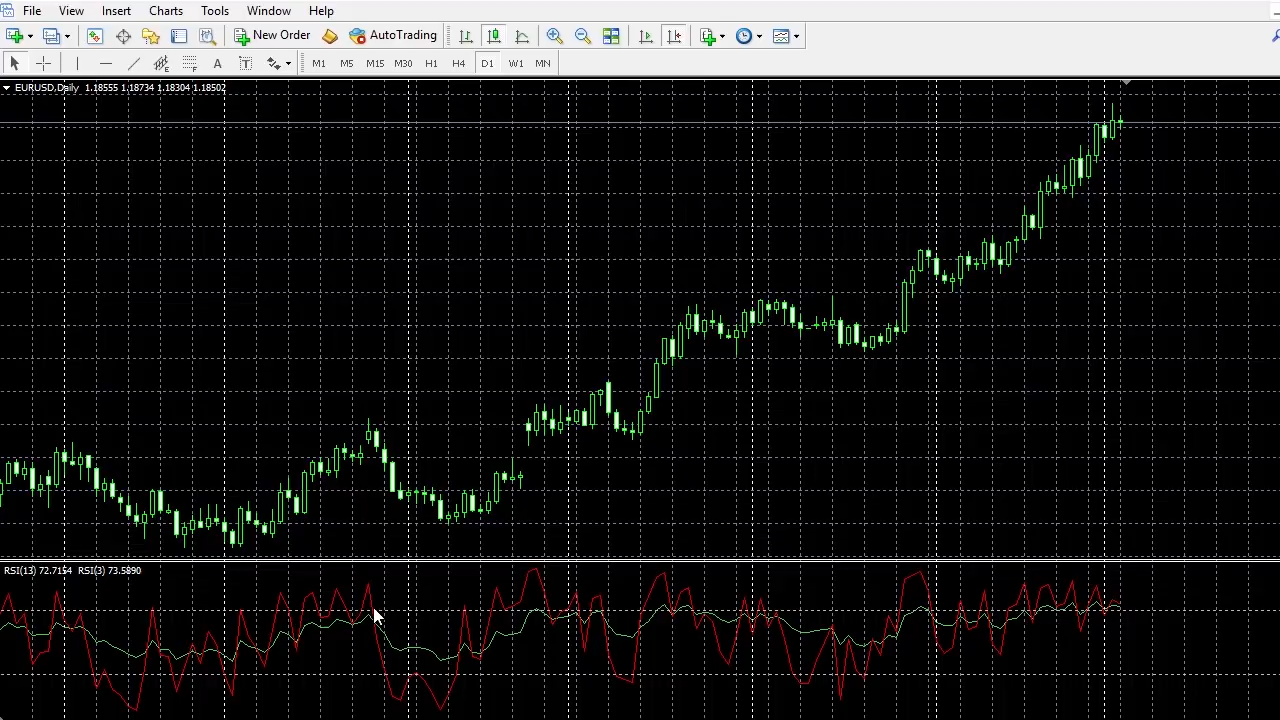 File View Insert Charts Tools Window Help
New Order AutoTrading
A T F M1 M5 M15 M30 H1 H4 D1 W1 MN
EURUSD,Daily 1.18555 1.18734 1.18304 1.18502
RSI(13) 72.7154 RSI(3) 73.5890